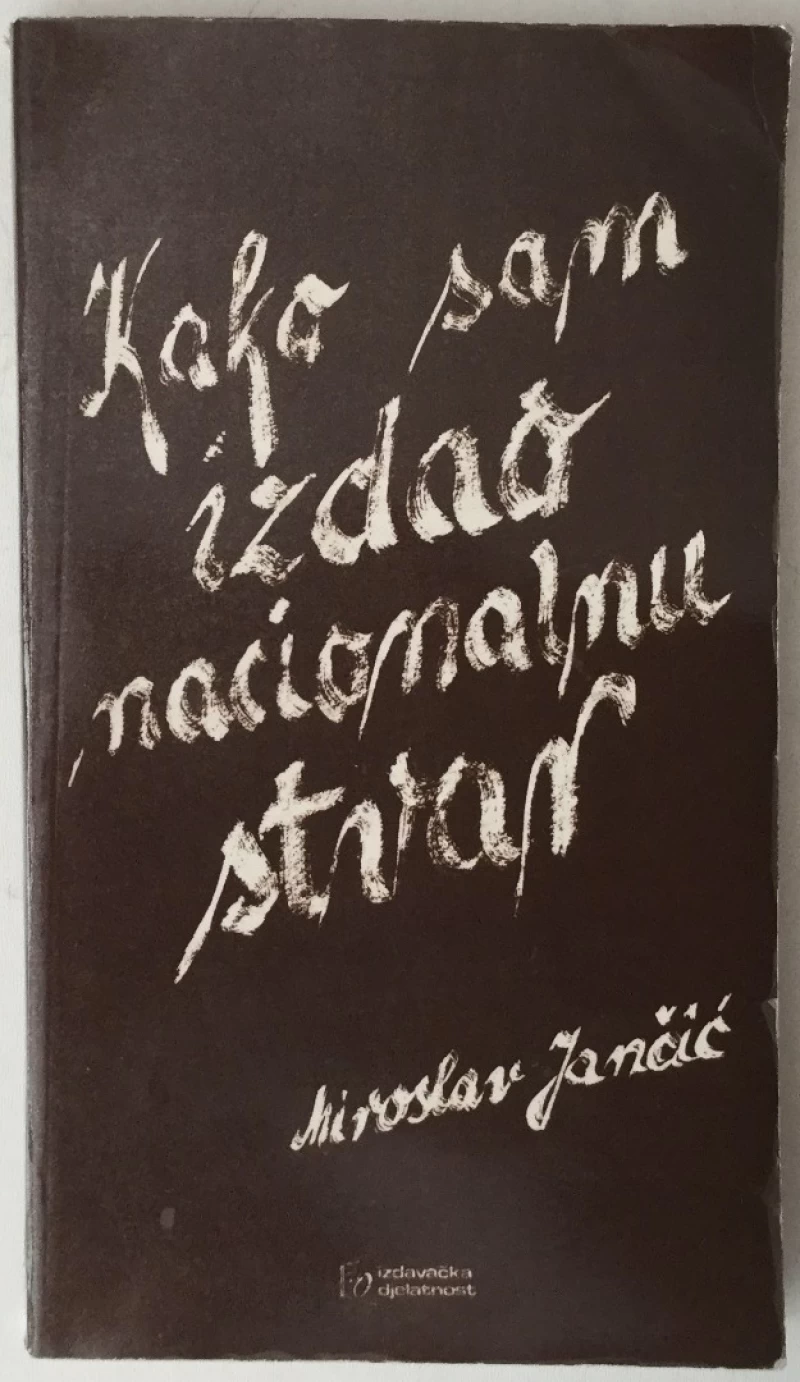 Kako sam
izdao
nacionalnu
stvar
Miroslav Jančić
izdavačka
djelatnost